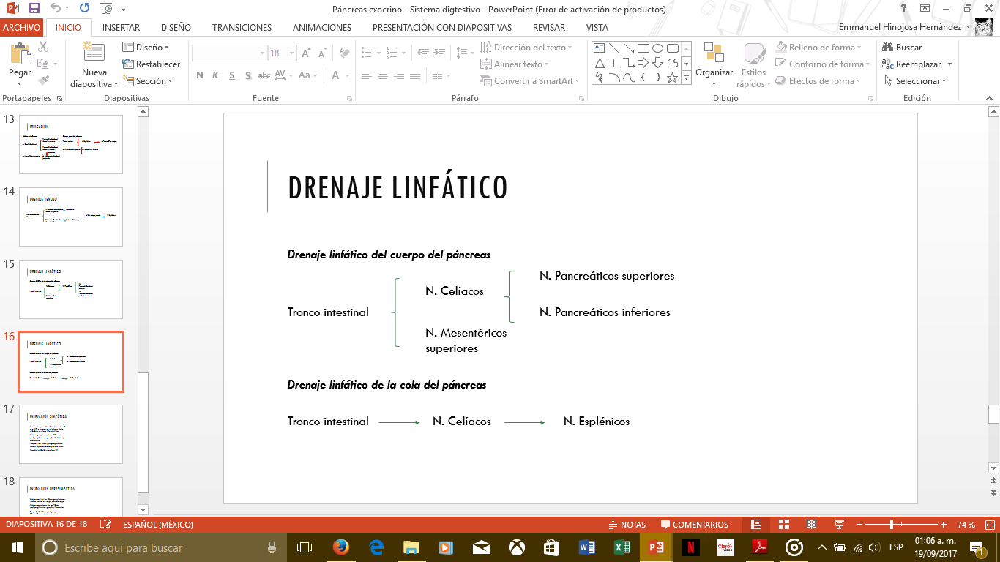 Páncreas exocrino - Sistema digtestivo - PowerPoint (Error de activación de productos)
ARCHIVO INICIO INSERTAR DISEÑO TRANSICIONES ANIMACIONES PRESENTACIÓN CON DIAPOSITIVAS REVISAR VISTA Emmanuel Hinojosa Hernàndez
Pegar
Portapapeles
Nueva diapositiva
Diseño
Restablecer
Sección
Diapositivas
18
N K S S abc AV Aa A
Fuente
Dirección del texto
Alinear texto
Convertir a SmartArt
Párrafo
Organizar
Estilos rápidos
Relleno de forma
Contorno de forma
Efectos de forma
Dibujo
Buscar
Reemplazar
Seleccionar
Edición
13
IRRIGACIÓN
14
DRENAJE VENOSO
15
DRENAJE LINFÁTICO
16
DRENAJE LINFÁTICO
17
INERVACIÓN SIMPÁTICA
18
INERVACIÓN PARASIMPÁTICA
DRENAJE LINFÁTICO
Drenaje linfático del cuerpo del páncreas
Tronco intestinal
N. Celíacos
N. Mesentéricos
superiores
N. Pancreáticos superiores
N. Pancreáticos inferiores
Drenaje linfático de la cola del páncreas
Tronco intestinal N. Celíacos N. Esplénicos
DIAPOSITIVA 16 DE 18 ESPAÑOL (MÉXICO) NOTAS COMENTARIOS 74 %
Escribe aquí para buscar
ESP
01:06 a. m.
19/09/2017
1